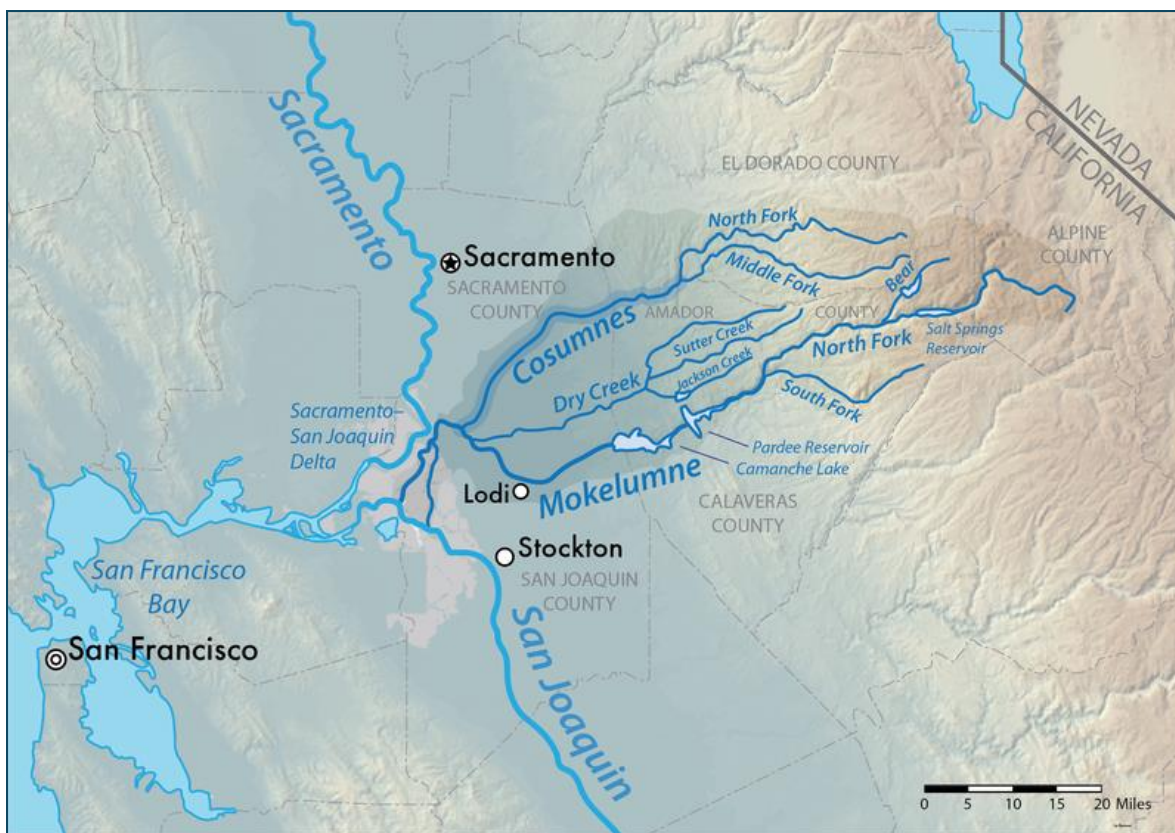 NEVADA
CALIFORNIA
Sacramento
EL DORADO COUNTY
North Fork
ALPINE
COUNTY
Sacramento
SACRAMENTO
COUNTY
Middle Fork
Bear
Cosumnes
AMADOR
COUNTY
Sutter Creek
North Fork
Salt Springs
Reservoir
Dry Creek
Jackson Creek
South Fork
Sacramento–
San Joaquin
Delta
Pardee Reservoir
Camanche Lake
Lodi
Mokelumne
CALAVERAS
COUNTY
Stockton
SAN JOAQUIN
COUNTY
San Francisco
Bay
San Francisco
San Joaquin
0 5 10 15 20 Miles